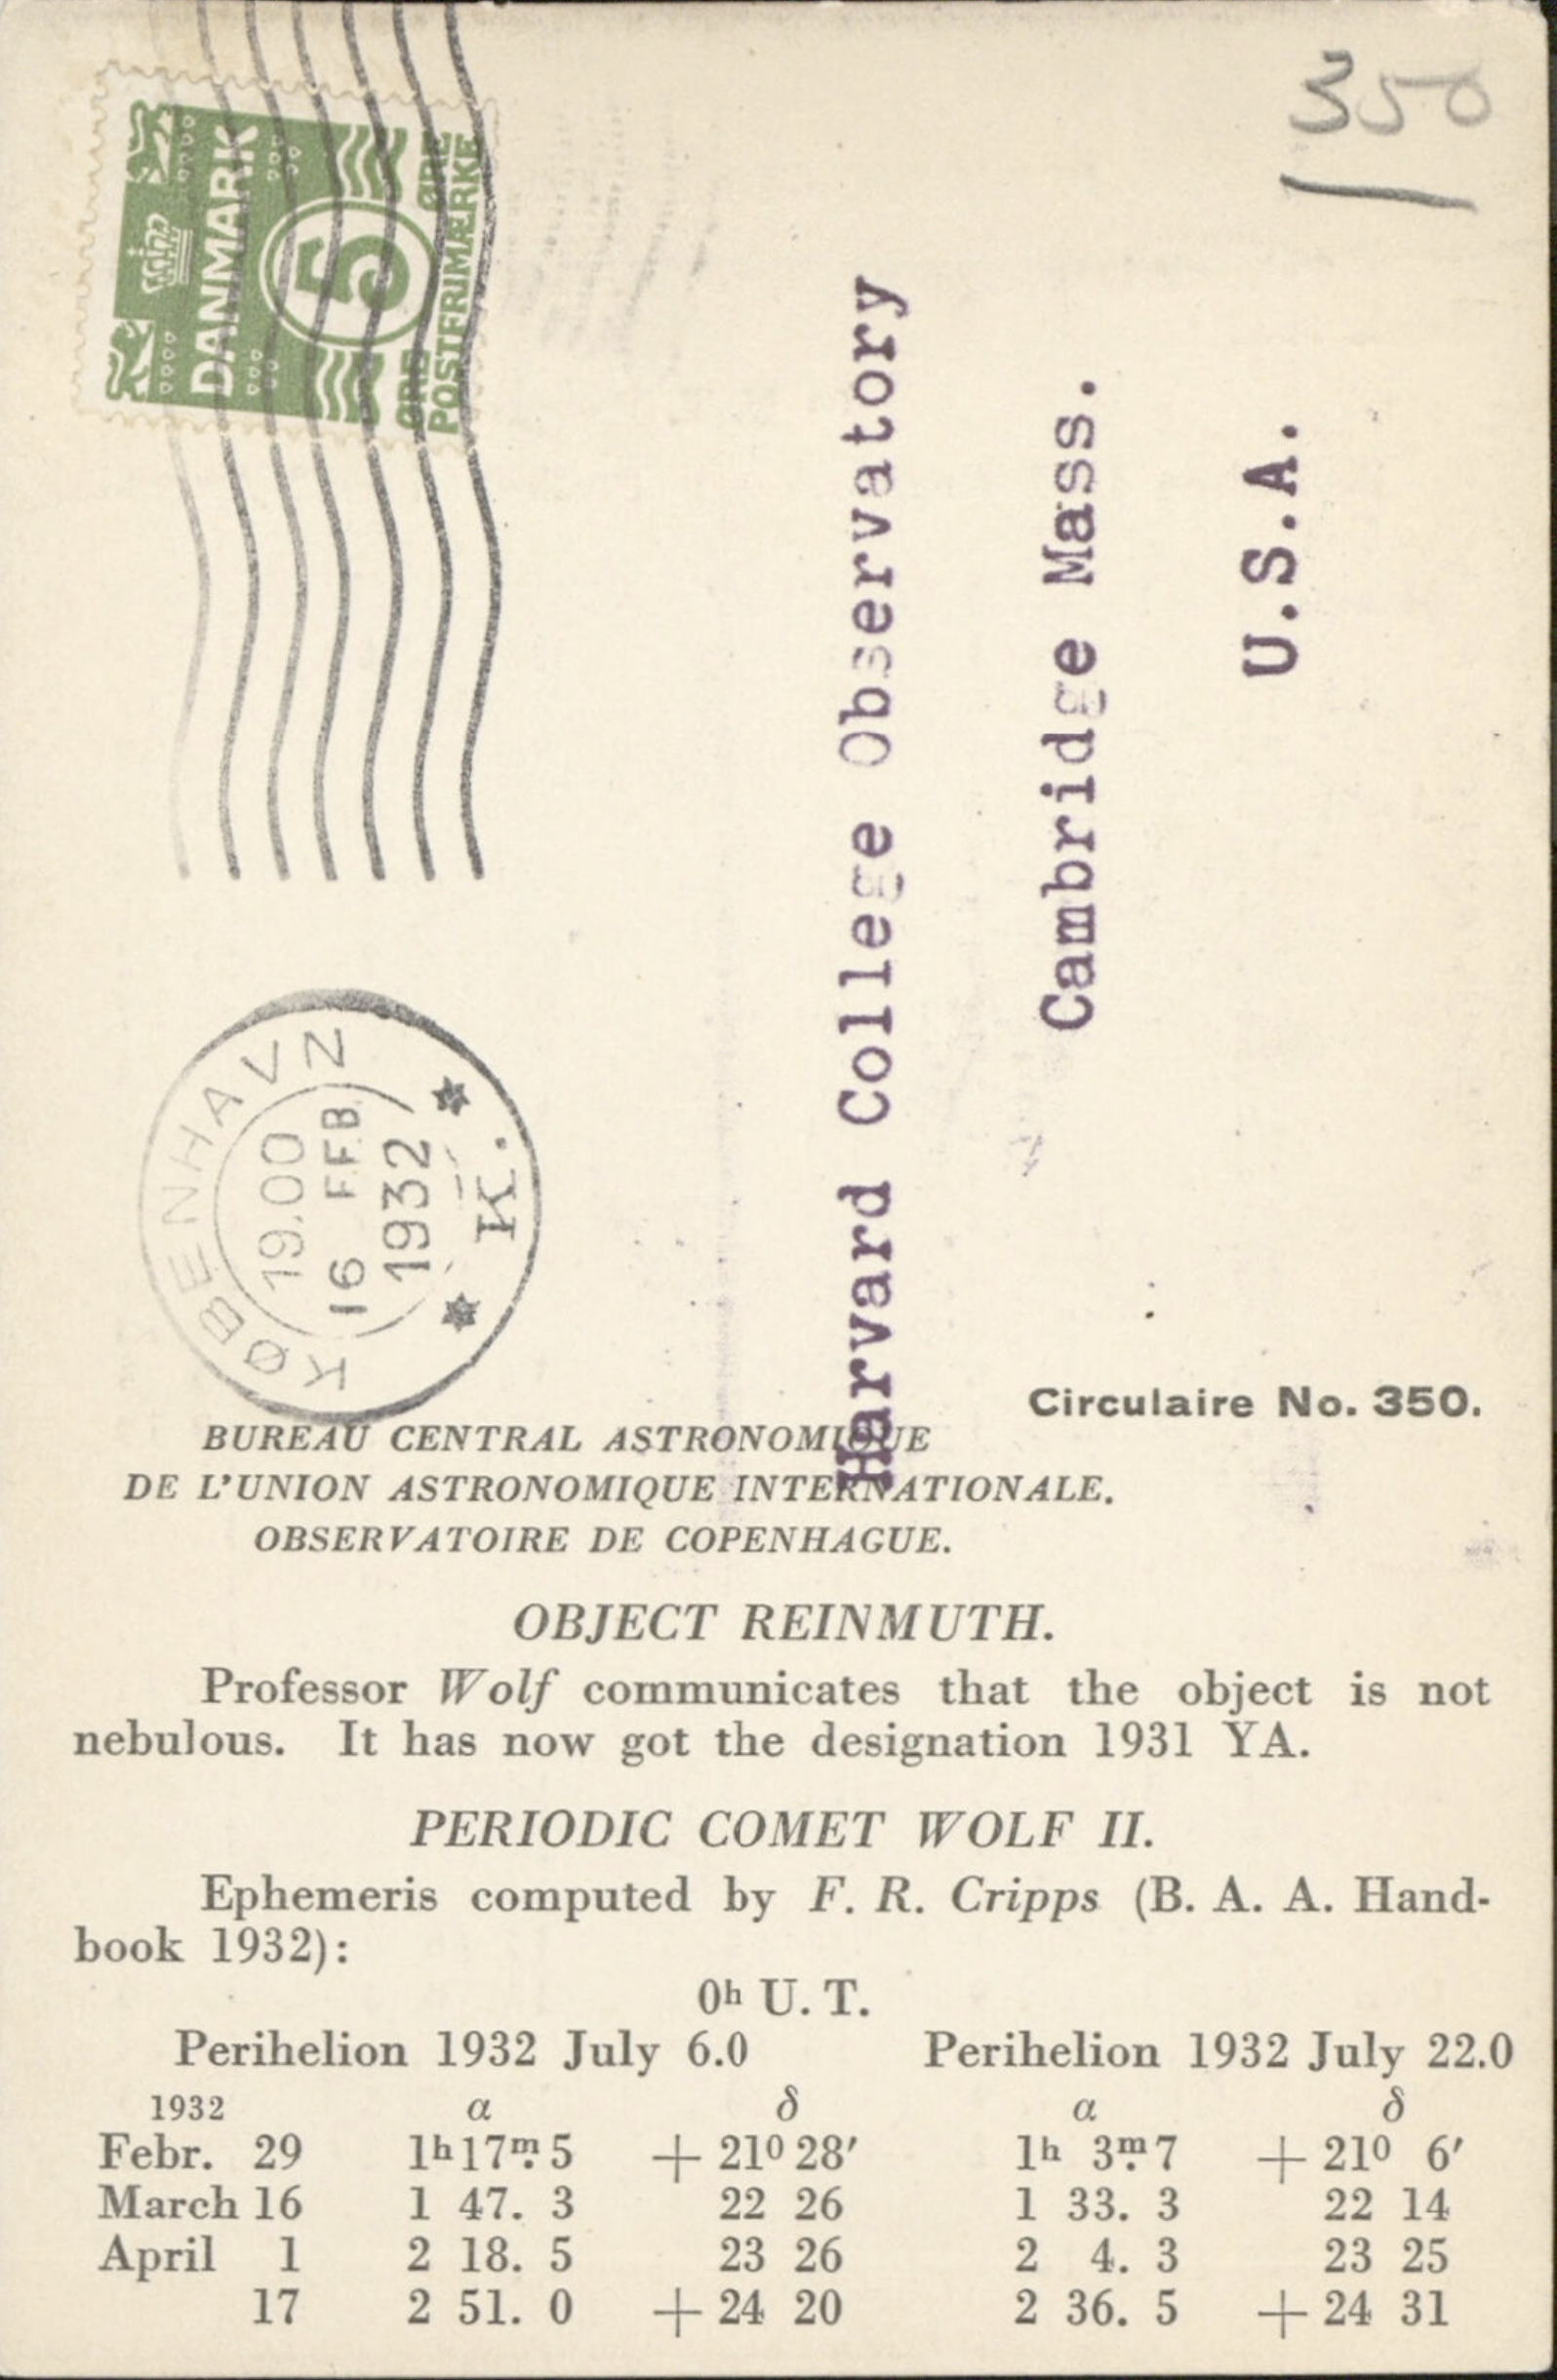 350
DANMARK
5
ØRE ØRE
POSTFRIMÆRKE
KØBENHAVN
19.00
16 FEB
1932
K.
Harvard College Observatory
Cambridge Mass.
U.S.A.
Circulaire No. 350.
BUREAU CENTRAL ASTRONOMIQUE
DE L'UNION ASTRONOMIQUE INTERNATIONALE.
OBSERVATOIRE DE COPENHAGUE.
OBJECT REINMUTH.
Professor Wolf communicates that the object is not
nebulous. It has now got the designation 1931 YA.
PERIODIC COMET WOLF II.
Ephemeris computed by F. R. Cripps (B. A. A. Hand-
book 1932):
0h U. T.
Perihelion 1932 July 6.0 Perihelion 1932 July 22.0
1932 α δ α δ
Febr. 29 1h 17m.5 + 21º 28′ 1h 3m.7 + 21º 6′
March 16 1 47. 3 22 26 1 33. 3 22 14
April 1 2 18. 5 23 26 2 4. 3 23 25
17 2 51. 0 + 24 20 2 36. 5 + 24 31